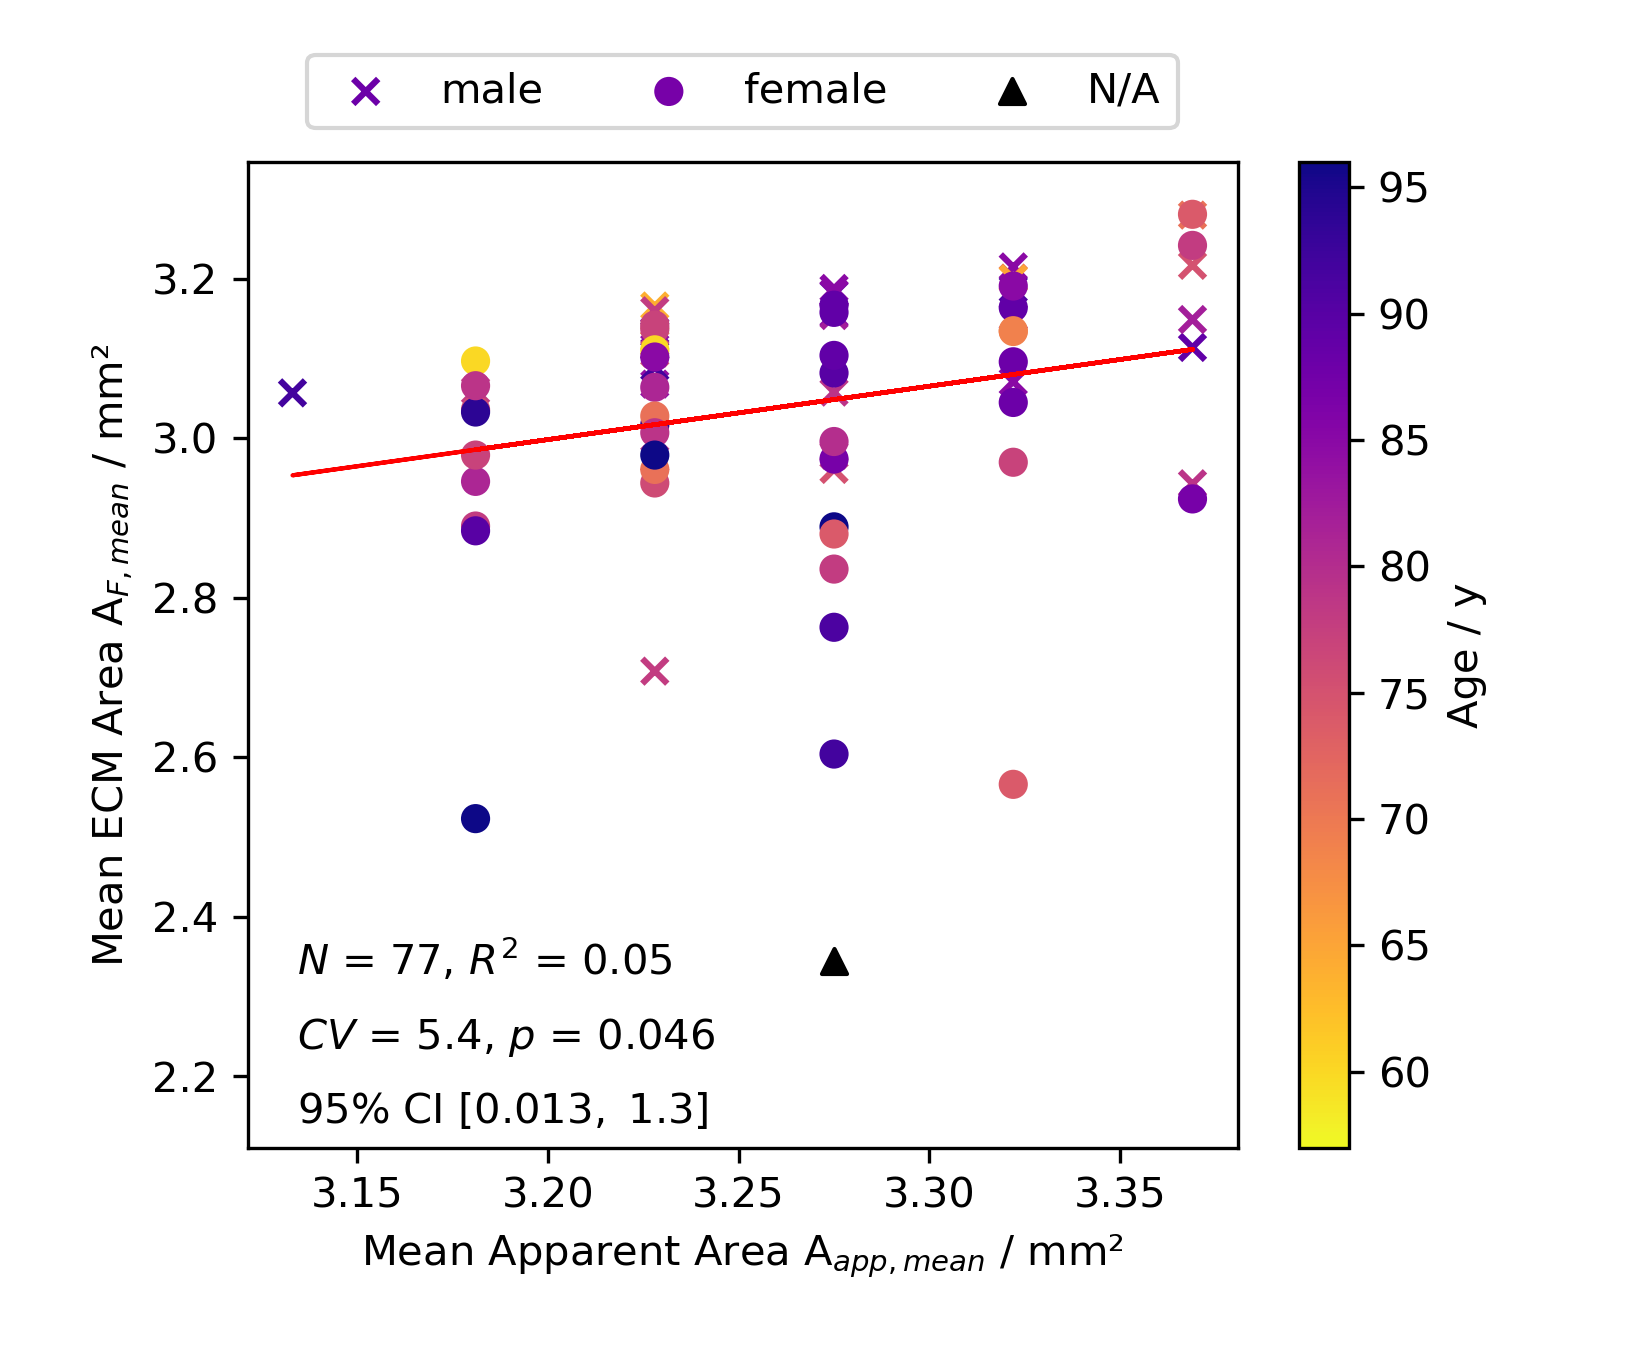 male female N/A
3.2
3.0
2.8
2.6
2.4
2.2
Mean ECM Area A_{F, mean} / mm²
N = 77, R² = 0.05
CV = 5.4, p = 0.046
95% CI [0.013, 1.3]
3.15 3.20 3.25 3.30 3.35
Mean Apparent Area A_{app, mean} / mm²
95
90
85
80
75
70
65
60
Age / y